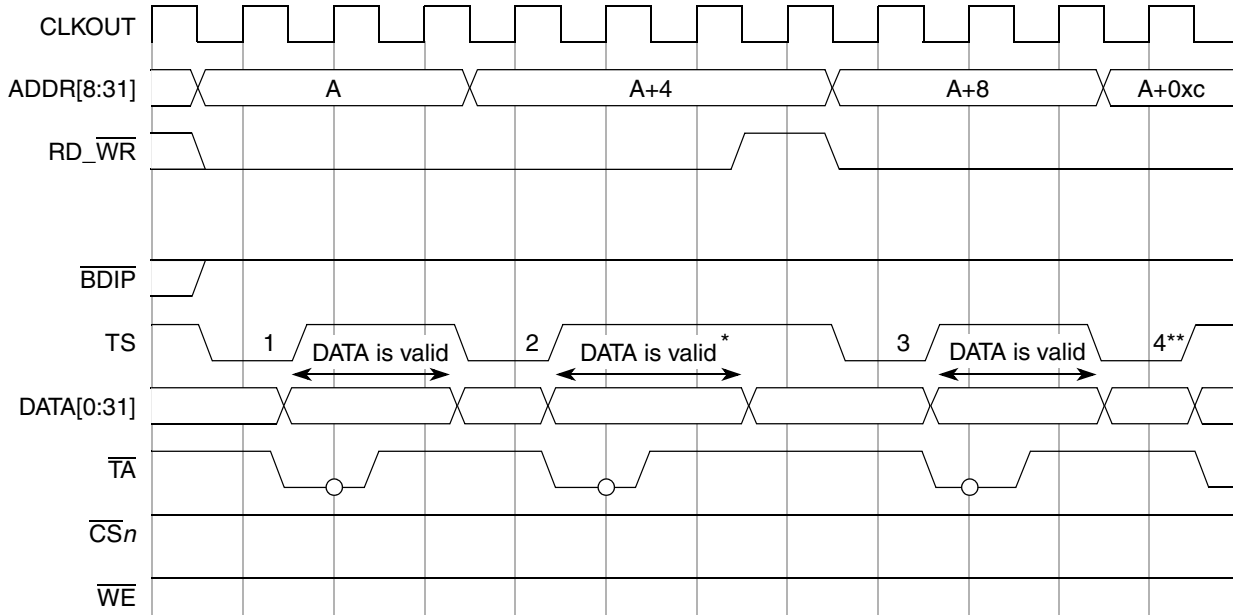 CLKOUT
ADDR[8:31]
A
A+4
A+8
A+0xc
RD_WR
BDIP
TS
1
2
3
4**
DATA is valid
DATA is valid *
DATA is valid
DATA[0:31]
TA
CSn
WE